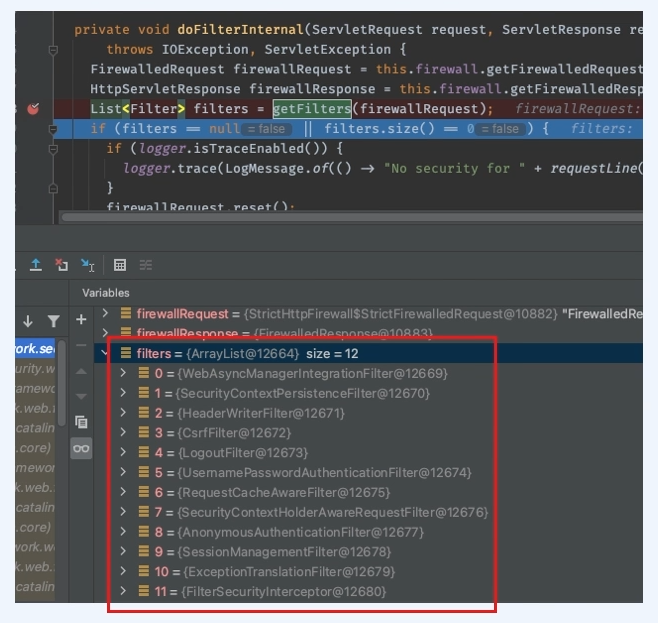 private void doFilterInternal(ServletRequest request, ServletResponse re
throws IOException, ServletException {
FirewalledRequest firewallRequest = this.firewall.getFirewalledRequest
HttpServletResponse firewallResponse = this.firewall.getFirewalledResp
List<Filter> filters = getFilters(firewallRequest); firewallRequest:
if (filters == null = false || filters.size() == 0 = false ) { filters:
if (logger.isTraceEnabled()) {
logger.trace(LogMessage.of(() → "No security for " + requestLine(
}
firewallRequest.reset();
Variables
firewallRequest = {StrictHttpFirewall$StrictFirewalledRequest@10882} "FirewalledRe
firewallResponse = {FirewalledResponse@10883}
work.se
filters = {ArrayList@12664} size = 12
curity.w
0 = {WebAsyncManagerIntegrationFilter@12669}
ramewo
1 = {SecurityContextPersistenceFilter@12670}
k.web.f
2 = {HeaderWriterFilter@12671}
catalin
3 = {CsrfFilter@12672}
.core)
4 = {LogoutFilter@12673}
5 = {UsernamePasswordAuthenticationFilter@12674}
k.web.f
6 = {RequestCacheAwareFilter@12675}
catalin
7 = {SecurityContextHolderAwareRequestFilter@12676}
.core)
8 = {AnonymousAuthenticationFilter@12677}
work.w
9 = {SessionManagementFilter@12678}
k.web.f
10 = {ExceptionTranslationFilter@12679}
catalin
11 = {FilterSecurityInterceptor@12680}